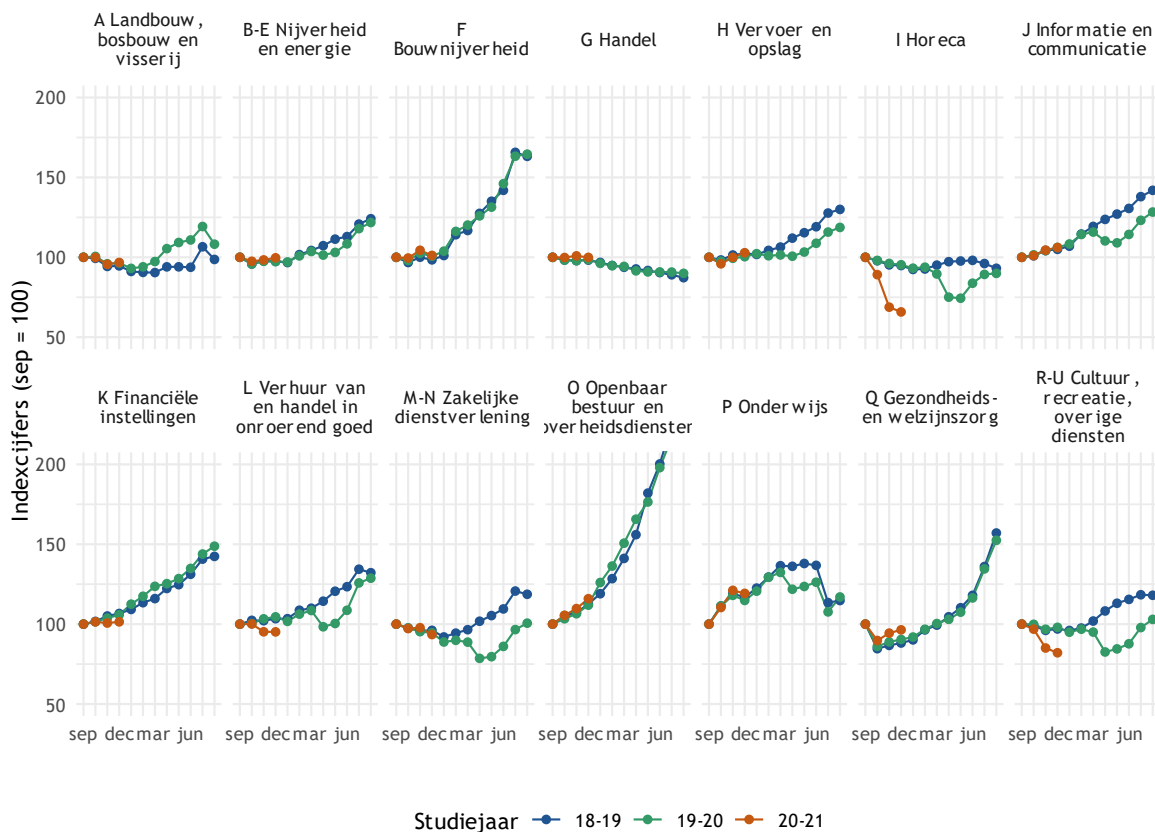 A Landbouw,
bosbouw en
visserij
B-E Nijverheid
en energie
F
Bouwnijverheid
G Handel
H Vervoer en
opslag
I Horeca
J Informatie en
communicatie
200
150
100
50
K Financiële
instellingen
L Verhuur van
en handel in
onroerend goed
M-N Zakelijke
dienstverlening
O Openbaar
bestuur en
overheidsdiensten
P Onderwijs
Q Gezondheids-
en welzijnszorg
R-U Cultuur,
recreatie,
overige
diensten
200
150
100
50
Indexcijfers (sep = 100)
sep dec mar jun
sep dec mar jun
sep dec mar jun
sep dec mar jun
sep dec mar jun
sep dec mar jun
sep dec mar jun
Studiejaar 18-19 19-20 20-21